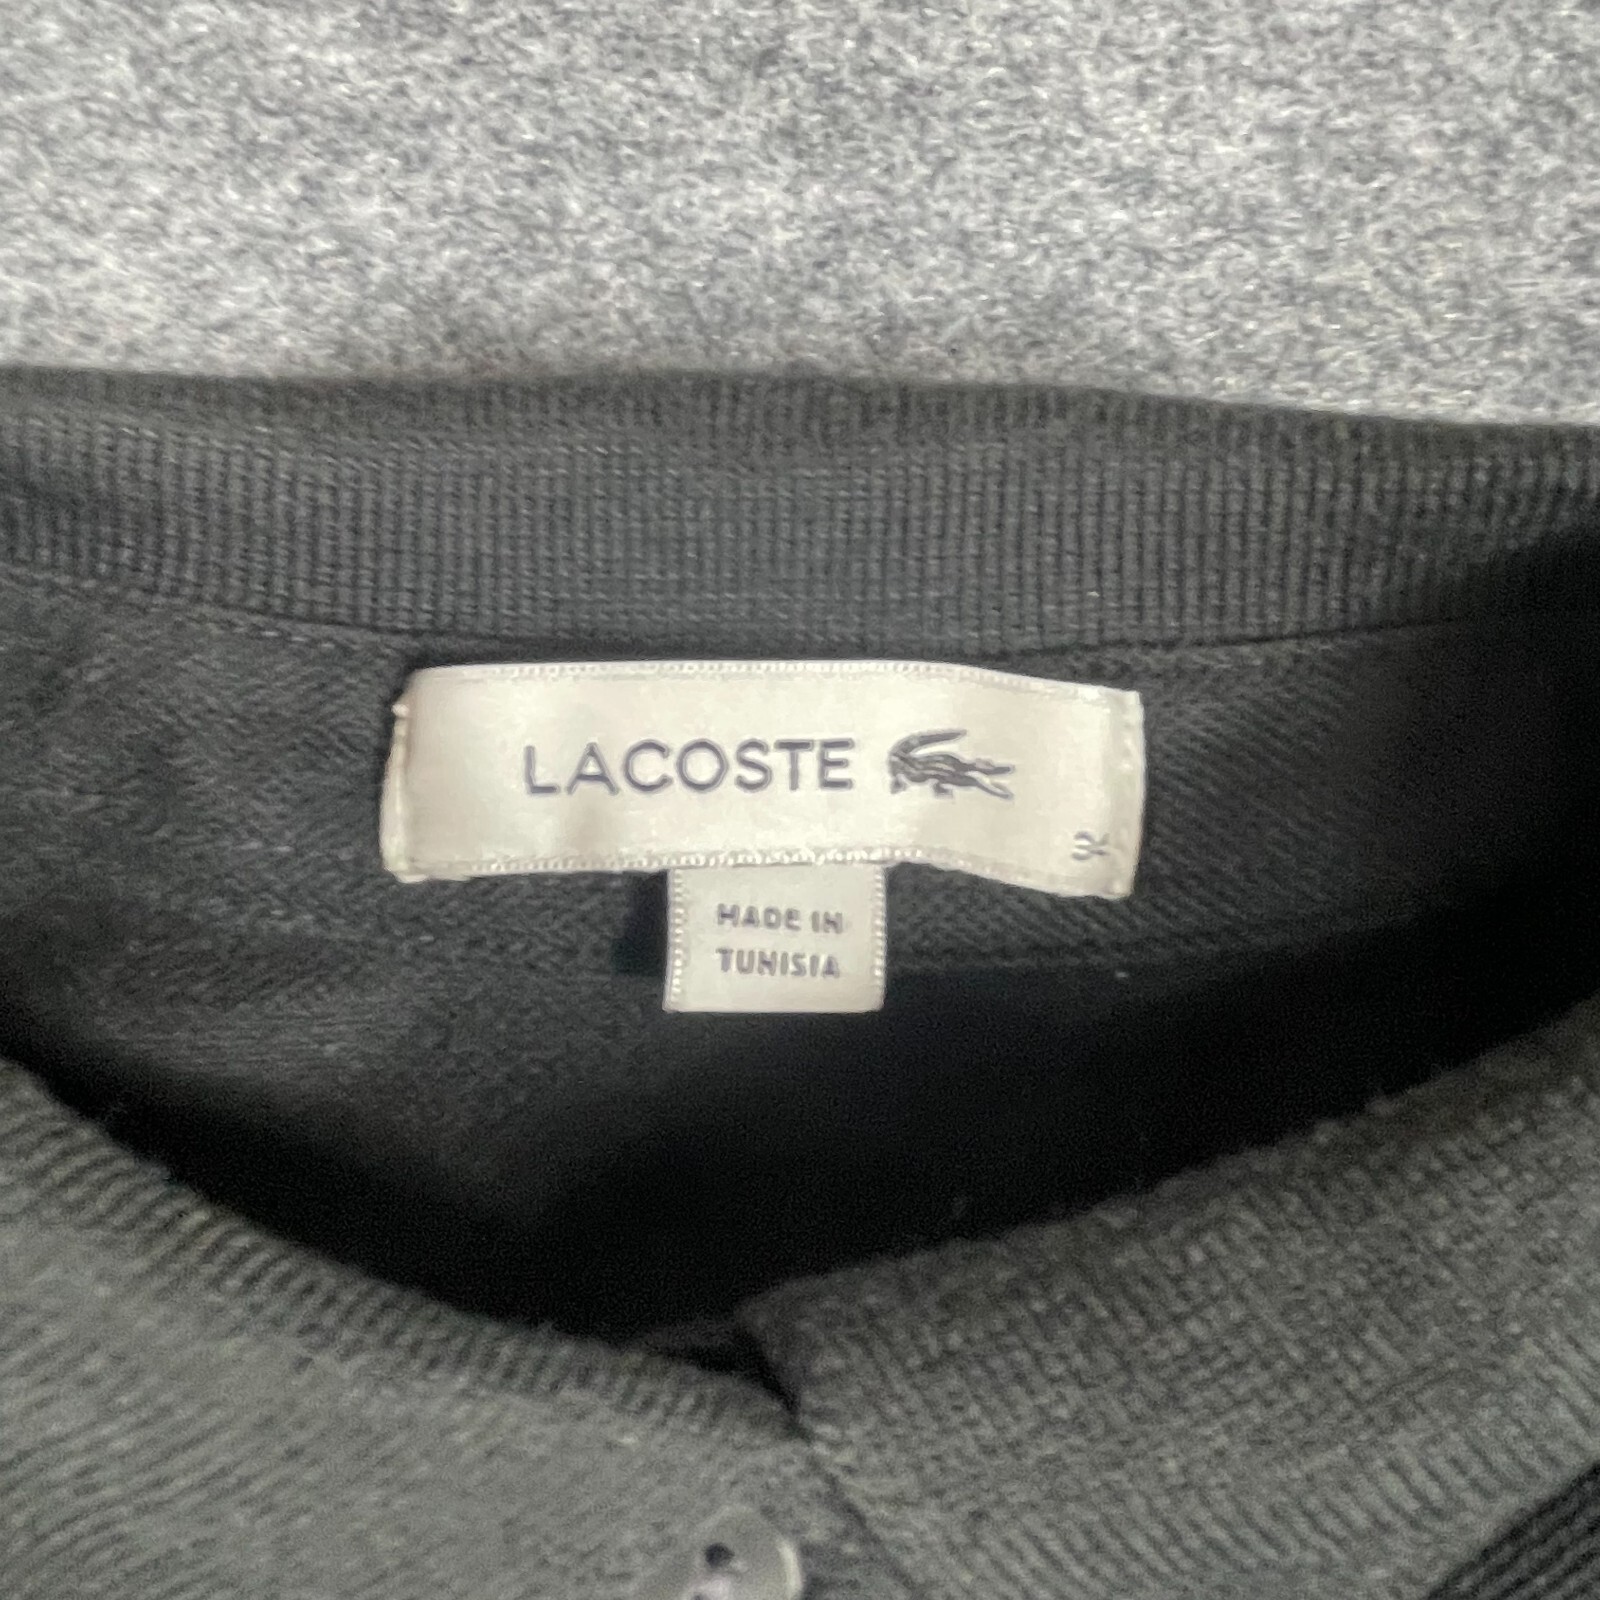 LACOSTE
34
MADE IN
TUNISIA